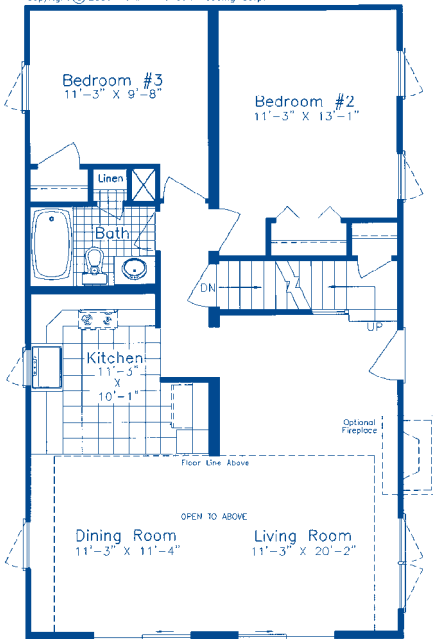 Bedroom #3
11'-3" X 9'-8"
Bedroom #2
11'-3" X 13'-1"
Linen
Bath
DN
UP
Kitchen
11'-3"
X
10'-1"
Optional
Fireplace
Floor Line Above
OPEN TO ABOVE
Dining Room
11'-3" X 11'-4"
Living Room
11'-3" X 20'-2"